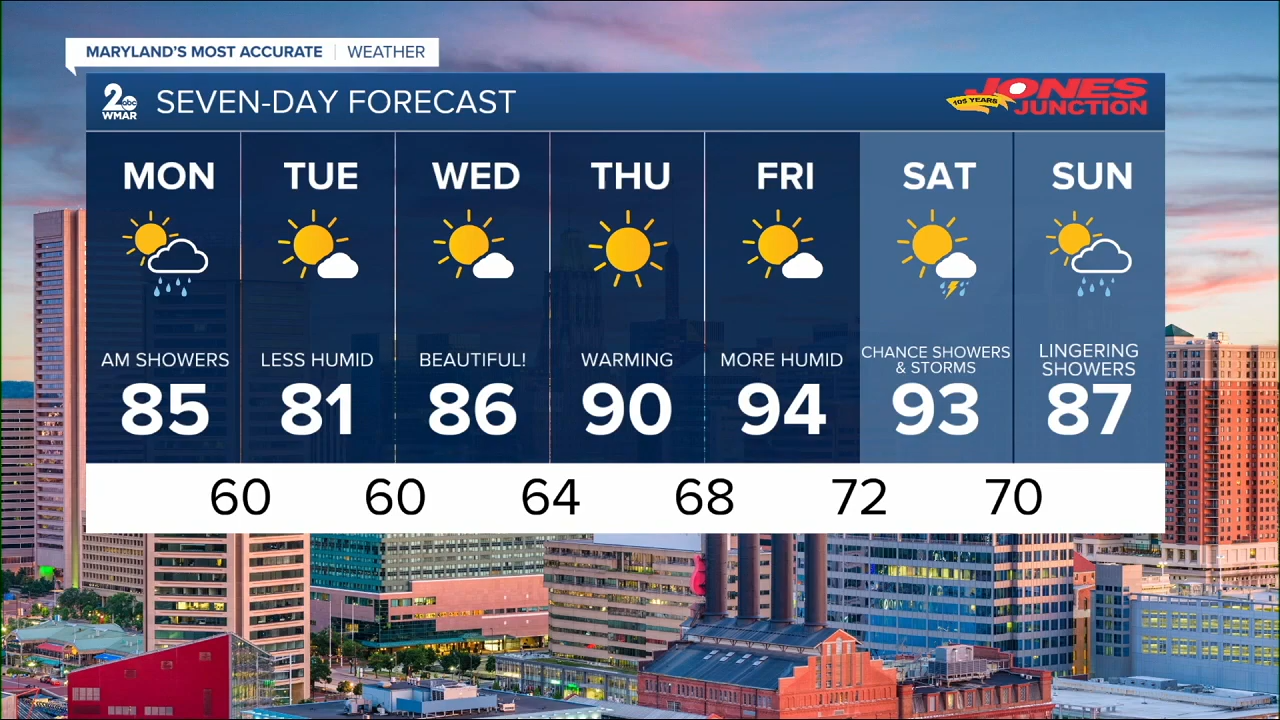 MARYLAND'S MOST ACCURATE | WEATHER
2 abc
WMAR
SEVEN-DAY FORECAST
105 YEARS
JONES
JUNCTION
MON TUE WED THU FRI SAT SUN
AM SHOWERS LESS HUMID BEAUTIFUL! WARMING MORE HUMID CHANCE SHOWERS & STORMS LINGERING SHOWERS
85 81 86 90 94 93 87
60 60 64 68 72 70